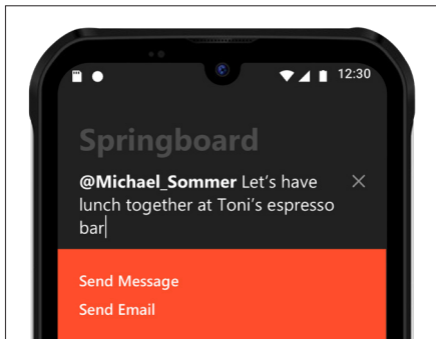 12:30
Springboard
@Michael_Sommer Let's have
lunch together at Toni's espresso
bar
Send Message
Send Email